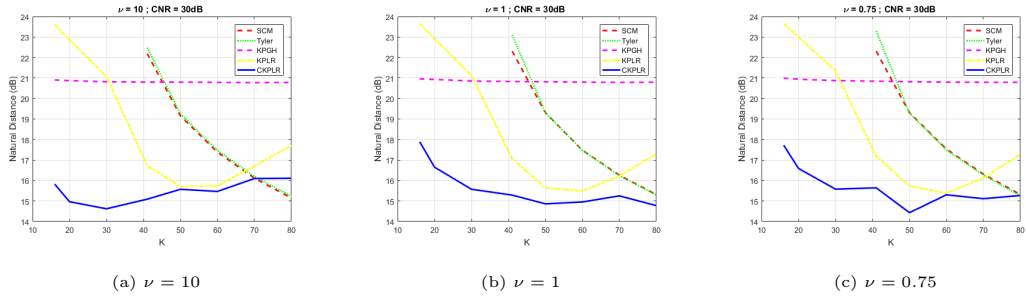 ν = 10 ; CNR = 30dB
24
23
22
21
20
19
18
17
16
15
14
Natural Distance (dB)
10 20 30 40 50 60 70 80
K
SCM
Tyler
KPGH
KPLR
CKPLR
(a) ν = 10
ν = 1 ; CNR = 30dB
24
23
22
21
20
19
18
17
16
15
14
Natural Distance (dB)
10 20 30 40 50 60 70 80
K
SCM
Tyler
KPGH
KPLR
CKPLR
(b) ν = 1
ν = 0.75 ; CNR = 30dB
24
23
22
21
20
19
18
17
16
15
14
Natural Distance (dB)
10 20 30 40 50 60 70 80
K
SCM
Tyler
KPGH
KPLR
CKPLR
(c) ν = 0.75